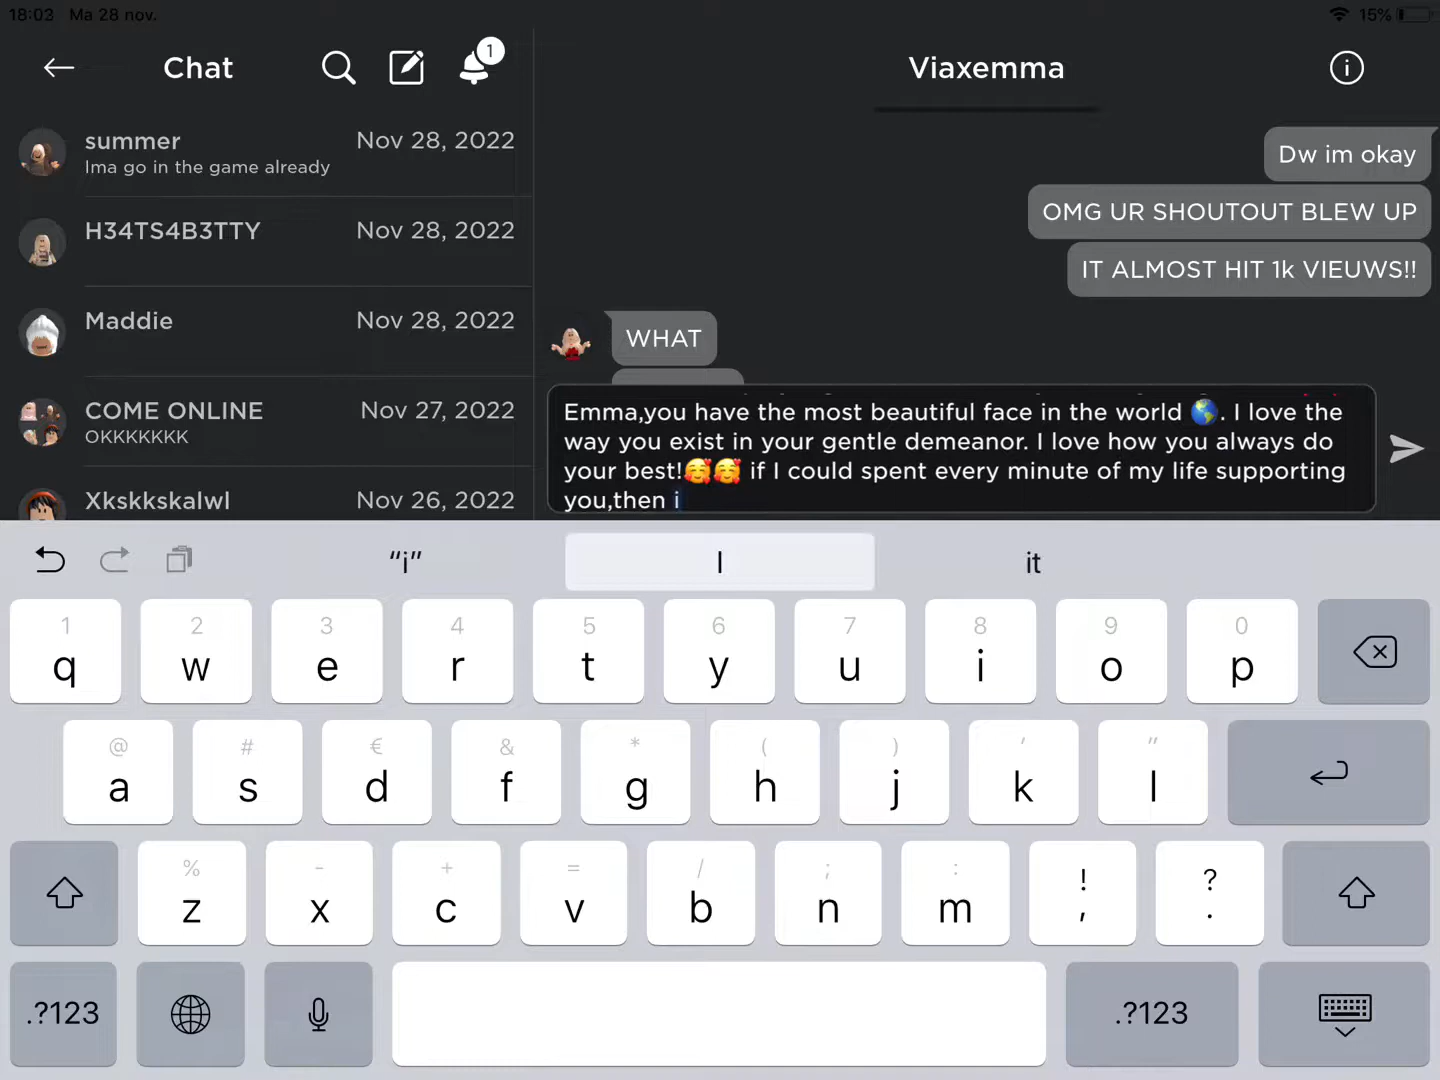 18:03 Ma 28 nov.
15%
Chat
1
Viaxemma
summer
Nov 28, 2022
Ima go in the game already
H34TS4B3TTY
Nov 28, 2022
Maddie
Nov 28, 2022
COME ONLINE
Nov 27, 2022
OKKKKKKK
Xkskkskalwl
Nov 26, 2022
Dw im okay
OMG UR SHOUTOUT BLEW UP
IT ALMOST HIT 1k VIEUWS!!
WHAT
Emma,you have the most beautiful face in the world 🌎. I love the
way you exist in your gentle demeanor. I love how you always do
your best!🥰🥰 if I could spent every minute of my life supporting
you,then i
“i” I it
1 2 3 4 5 6 7 8 9 0
q w e r t y u i o p
@ # € & * ( ) ' "
a s d f g h j k l
% - + = / ; : ! ?
z x c v b n m , .
.?123 .?123